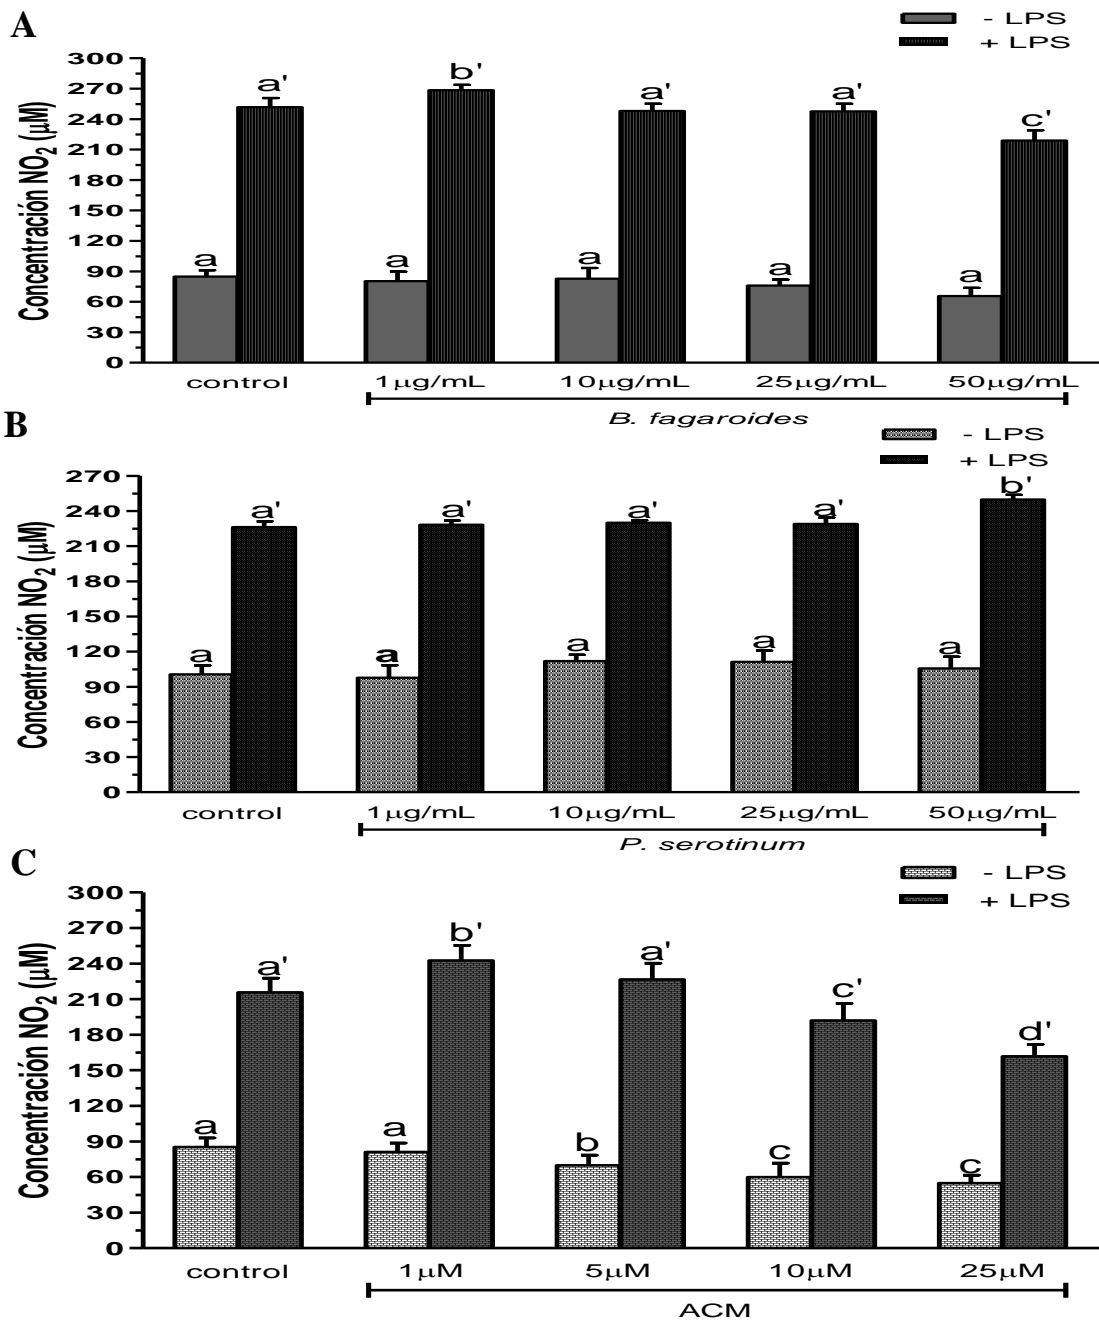 A
- LPS
+ LPS
Concentración NO2 (µM)
300
270
240
210
180
150
120
90
60
30
0
a a' a b' a a' a a' a c'
control 1µg/mL 10µg/mL 25µg/mL 50µg/mL
B. fagaroides
B
- LPS
+ LPS
Concentración NO2 (µM)
270
240
210
180
150
120
90
60
30
0
a a' a a' a a' a a' a b'
control 1µg/mL 10µg/mL 25µg/mL 50µg/mL
P. serotinum
C
- LPS
+ LPS
Concentración NO2 (µM)
300
270
240
210
180
150
120
90
60
30
0
a a' a b' b a' c c' c d'
control 1µM 5µM 10µM 25µM
ACM